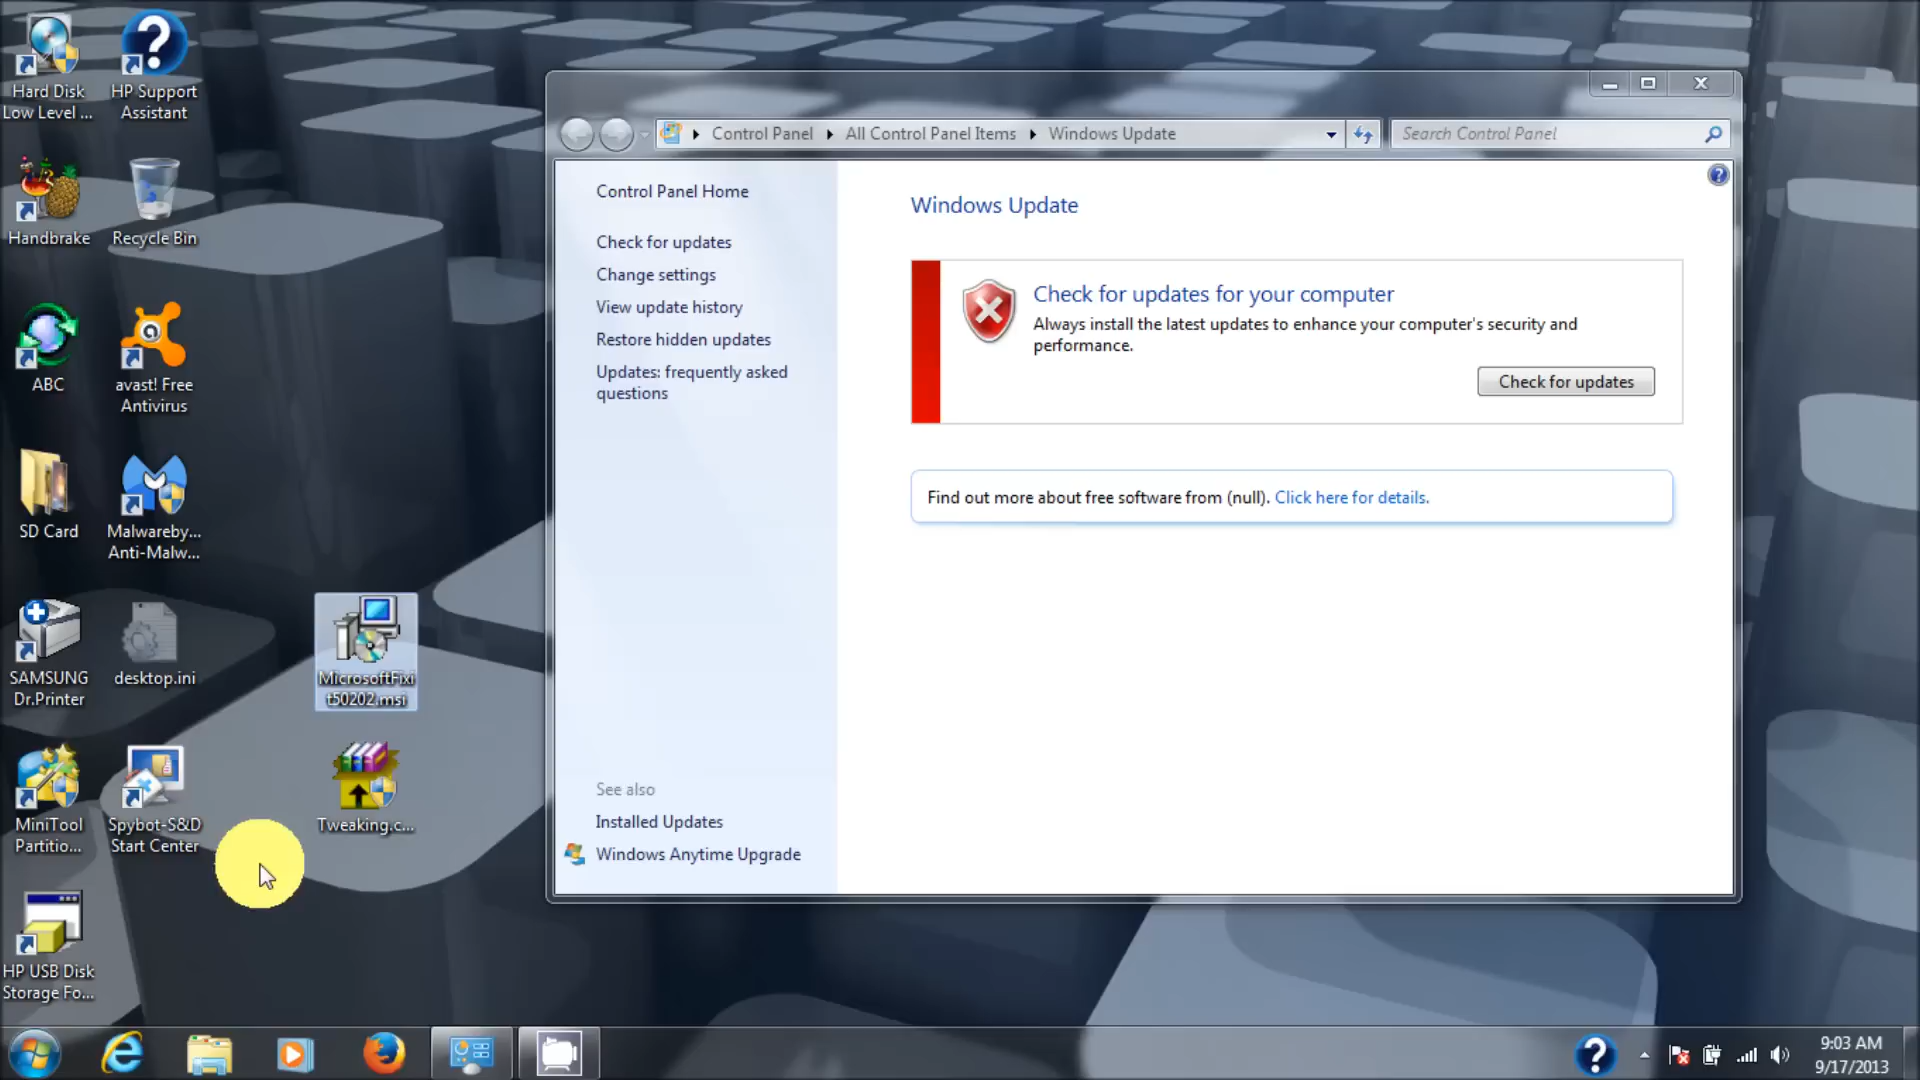 Hard Disk
Low Level ...
HP Support
Assistant
Handbrake
Recycle Bin
ABC
avast! Free
Antivirus
SD Card
Malwareby...
Anti-Malw...
SAMSUNG
Dr.Printer
desktop.ini
MicrosoftFixi
t50202.msi
MiniTool
Partitio...
Spybot-S&D
Start Center
Tweaking.c...
HP USB Disk
Storage Fo...
Control Panel
All Control Panel Items
Windows Update
Search Control Panel
Control Panel Home
Check for updates
Change settings
View update history
Restore hidden updates
Updates: frequently asked
questions
See also
Installed Updates
Windows Anytime Upgrade
Windows Update
Check for updates for your computer
Always install the latest updates to enhance your computer's security and
performance.
Check for updates
Find out more about free software from (null). Click here for details.
9:03 AM
9/17/2013